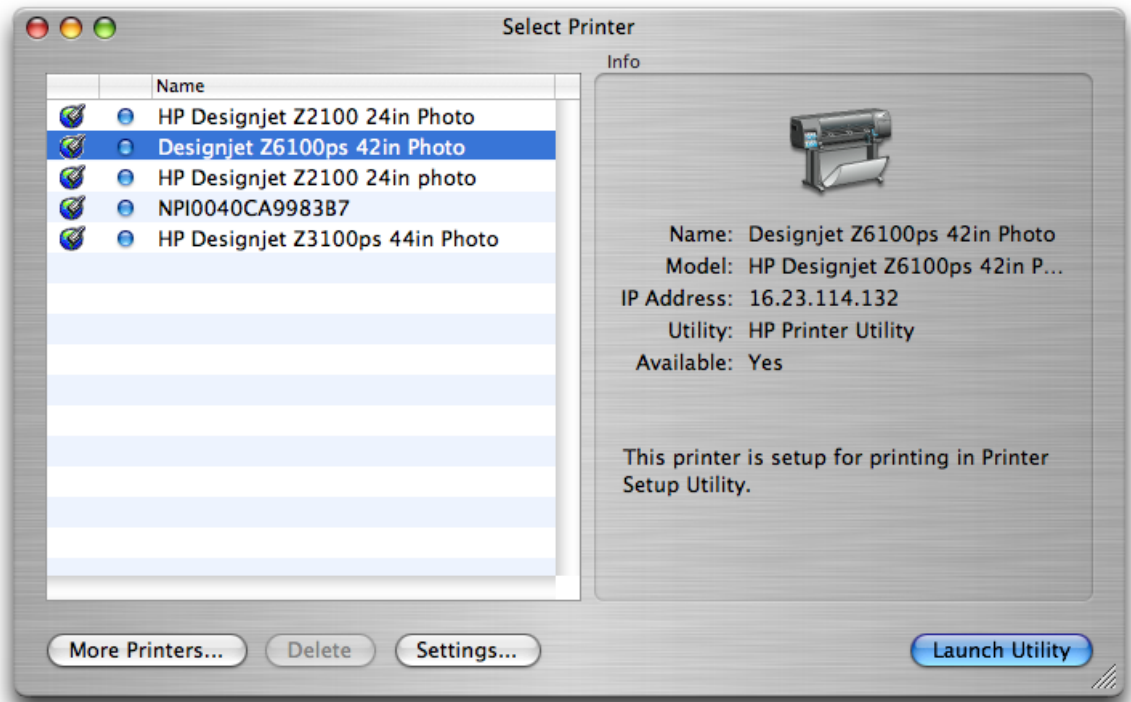 Select Printer
Name
HP Designjet Z2100 24in Photo
Designjet Z6100ps 42in Photo
HP Designjet Z2100 24in photo
NPI0040CA9983B7
HP Designjet Z3100ps 44in Photo
Info
Name: Designjet Z6100ps 42in Photo
Model: HP Designjet Z6100ps 42in P...
IP Address: 16.23.114.132
Utility: HP Printer Utility
Available: Yes
This printer is setup for printing in Printer
Setup Utility.
More Printers... Delete Settings... Launch Utility